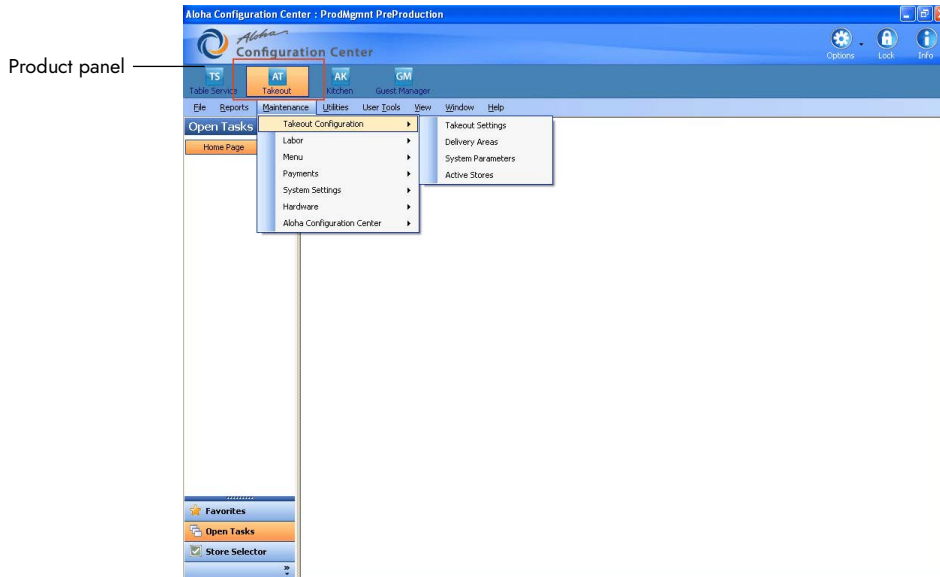 Aloha Configuration Center : ProdMgmnt PreProduction
Aloha
Configuration Center
Options
Lock
Info
Product panel
TS
AT
AK
GM
Table Service
Takeout
Kitchen
Guest Manager
File Reports Maintenance Utilities User Tools View Window Help
Open Tasks
Home Page
Takeout Configuration
Labor
Menu
Payments
System Settings
Hardware
Aloha Configuration Center
Takeout Settings
Delivery Areas
System Parameters
Active Stores
Favorites
Open Tasks
Store Selector